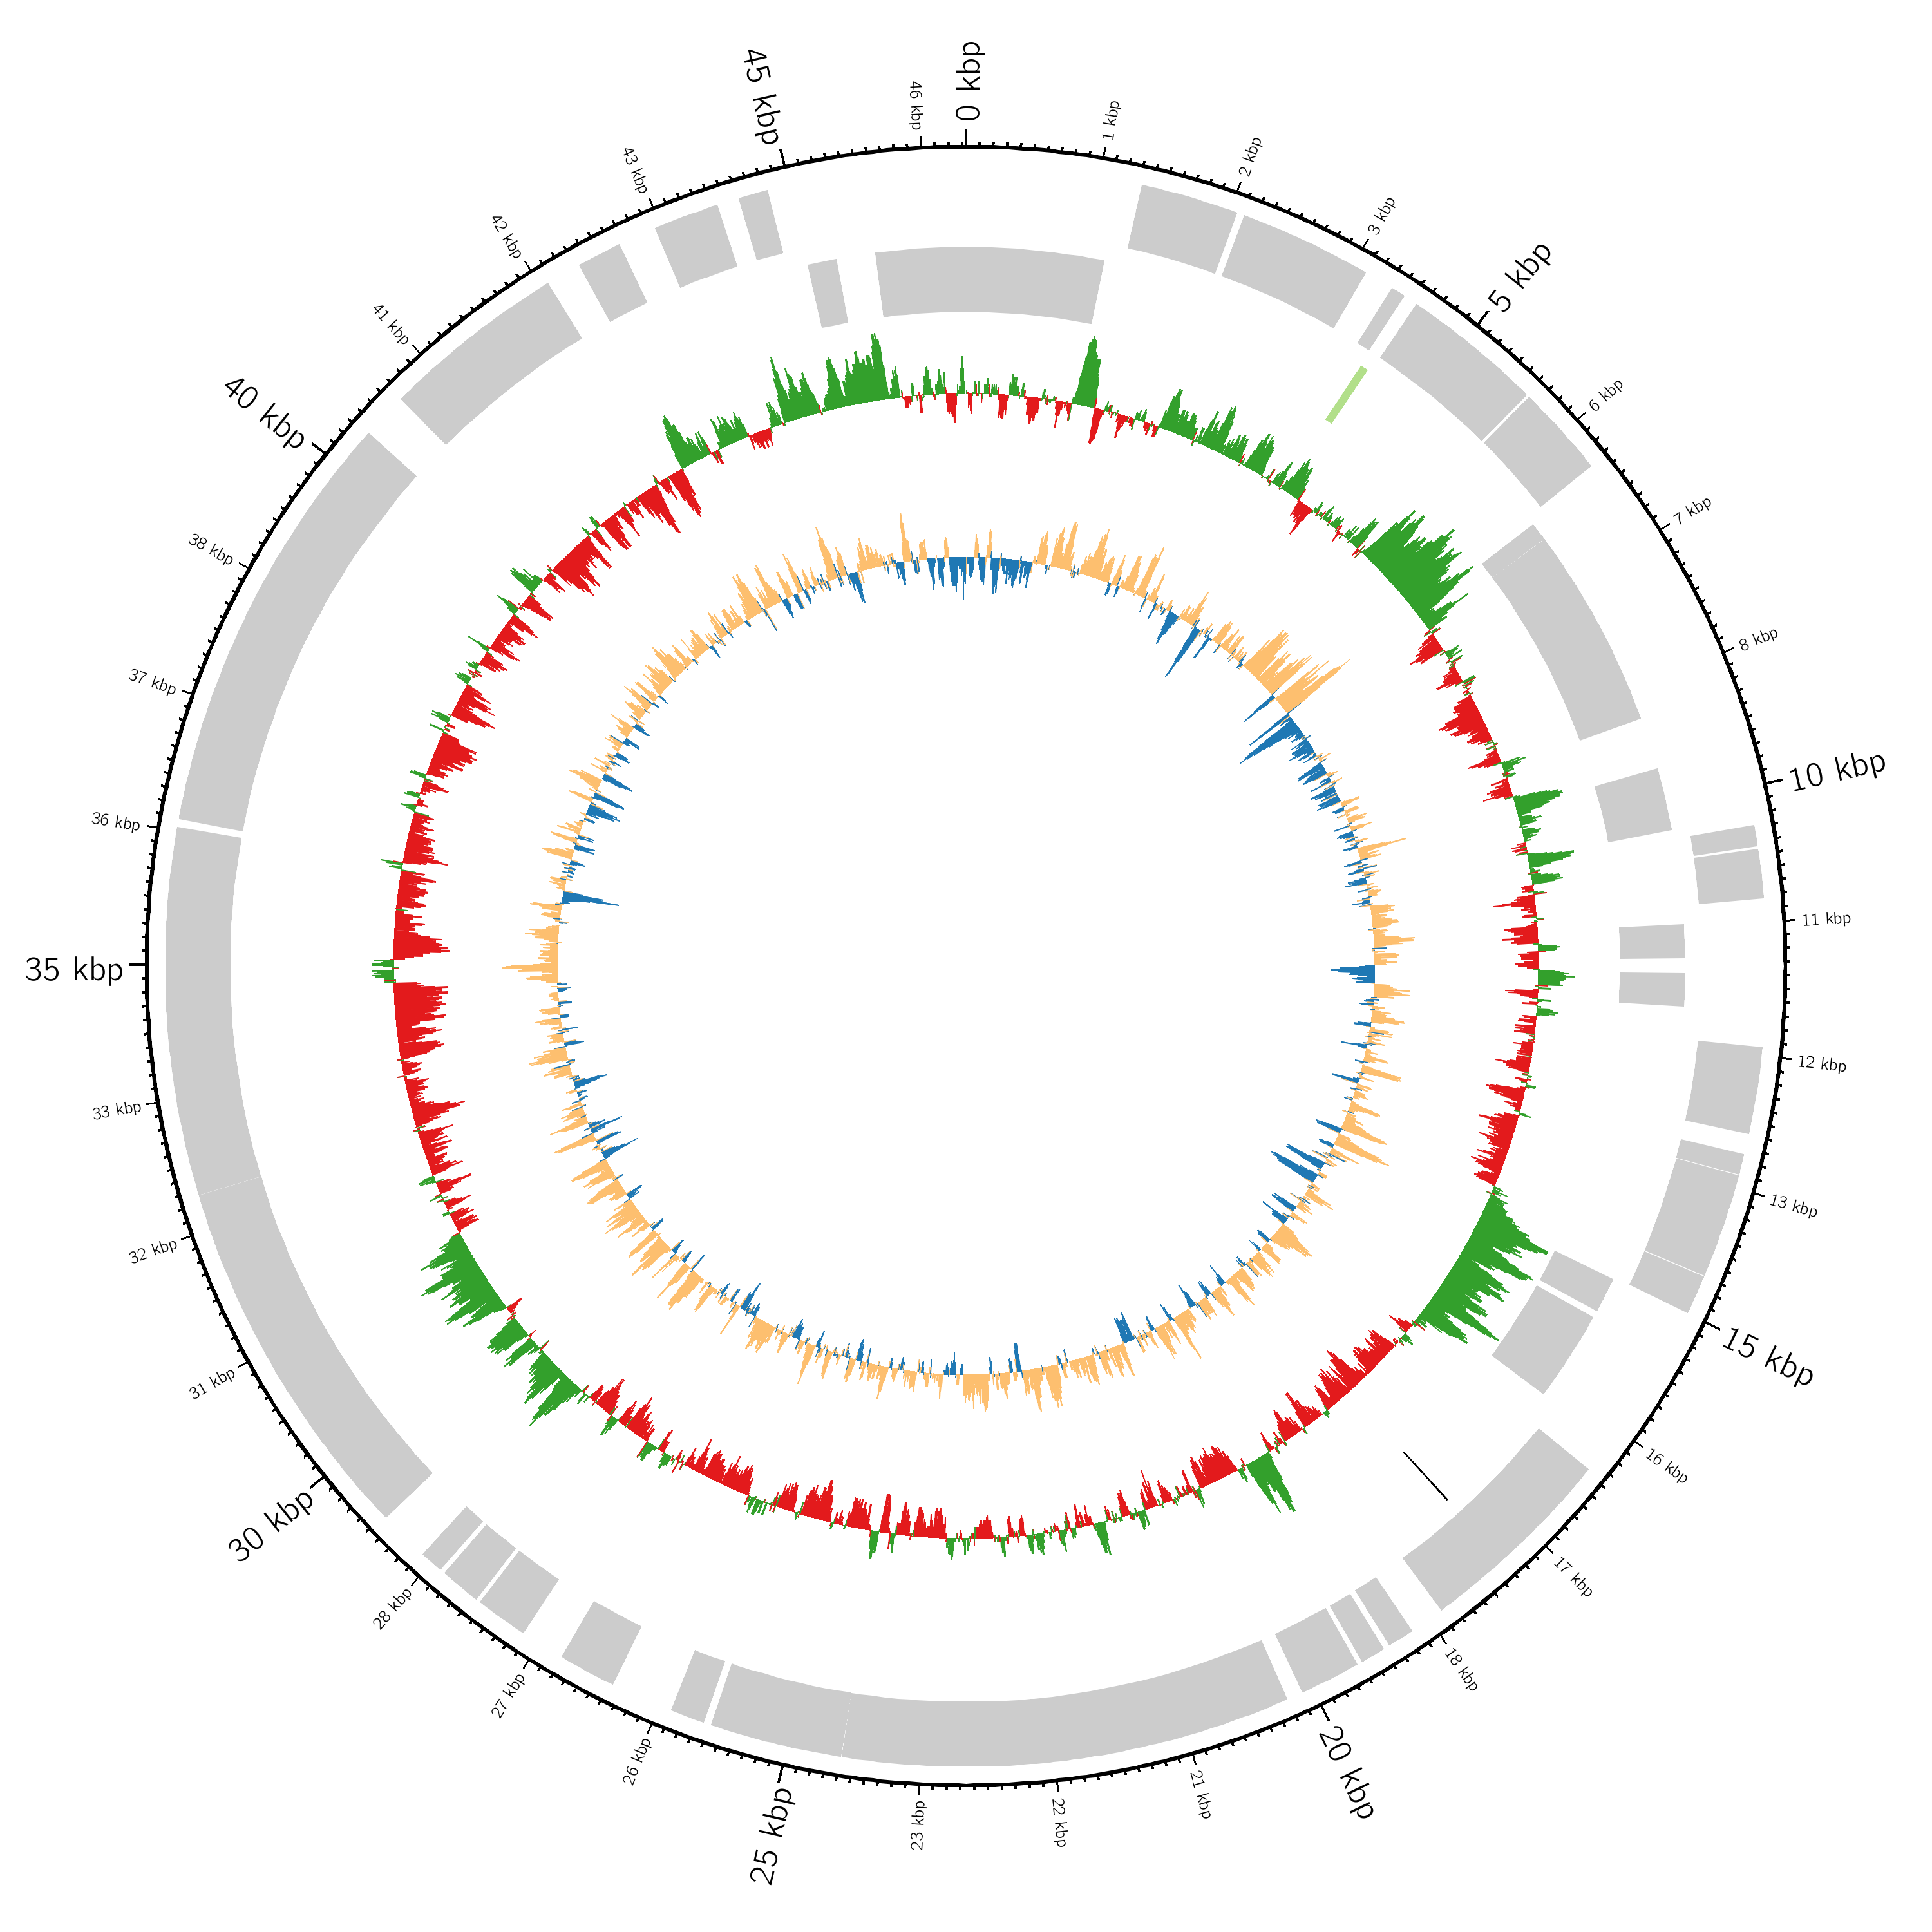 0 kbp
1 kbp
2 kbp
3 kbp
5 kbp
6 kbp
7 kbp
8 kbp
10 kbp
11 kbp
12 kbp
13 kbp
15 kbp
16 kbp
17 kbp
18 kbp
20 kbp
21 kbp
22 kbp
23 kbp
25 kbp
26 kbp
27 kbp
28 kbp
30 kbp
31 kbp
32 kbp
33 kbp
35 kbp
36 kbp
37 kbp
38 kbp
40 kbp
41 kbp
42 kbp
43 kbp
45 kbp
46 kbp